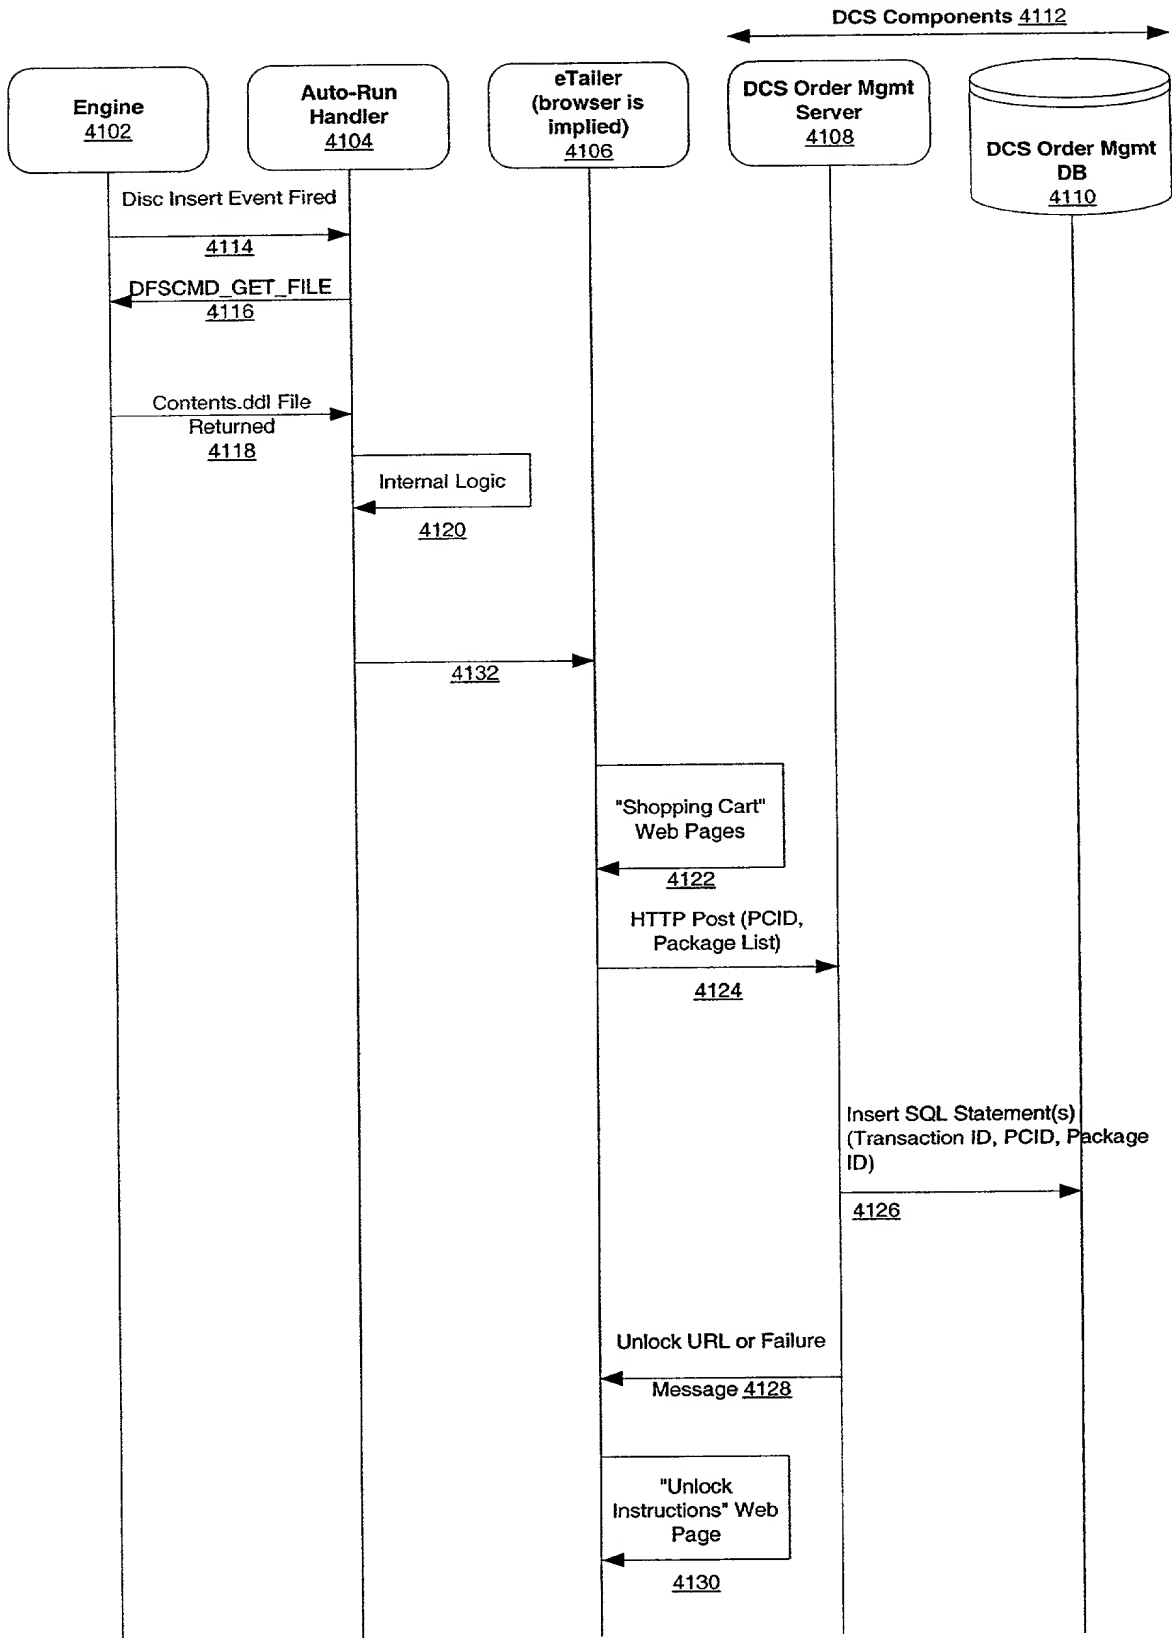 DCS Components 4112
Engine
4102
Auto-Run
Handler
4104
eTailer
(browser is
implied)
4106
DCS Order Mgmt
Server
4108
DCS Order Mgmt
DB
4110
Disc Insert Event Fired
4114
DFSCMD_GET_FILE
4116
Contents.ddl File
Returned
4118
Internal Logic
4120
4132
"Shopping Cart"
Web Pages
4122
HTTP Post (PCID,
Package List)
4124
Insert SQL Statement(s)
(Transaction ID, PCID, Package
ID)
4126
Unlock URL or Failure
Message 4128
"Unlock
Instructions" Web
Page
4130